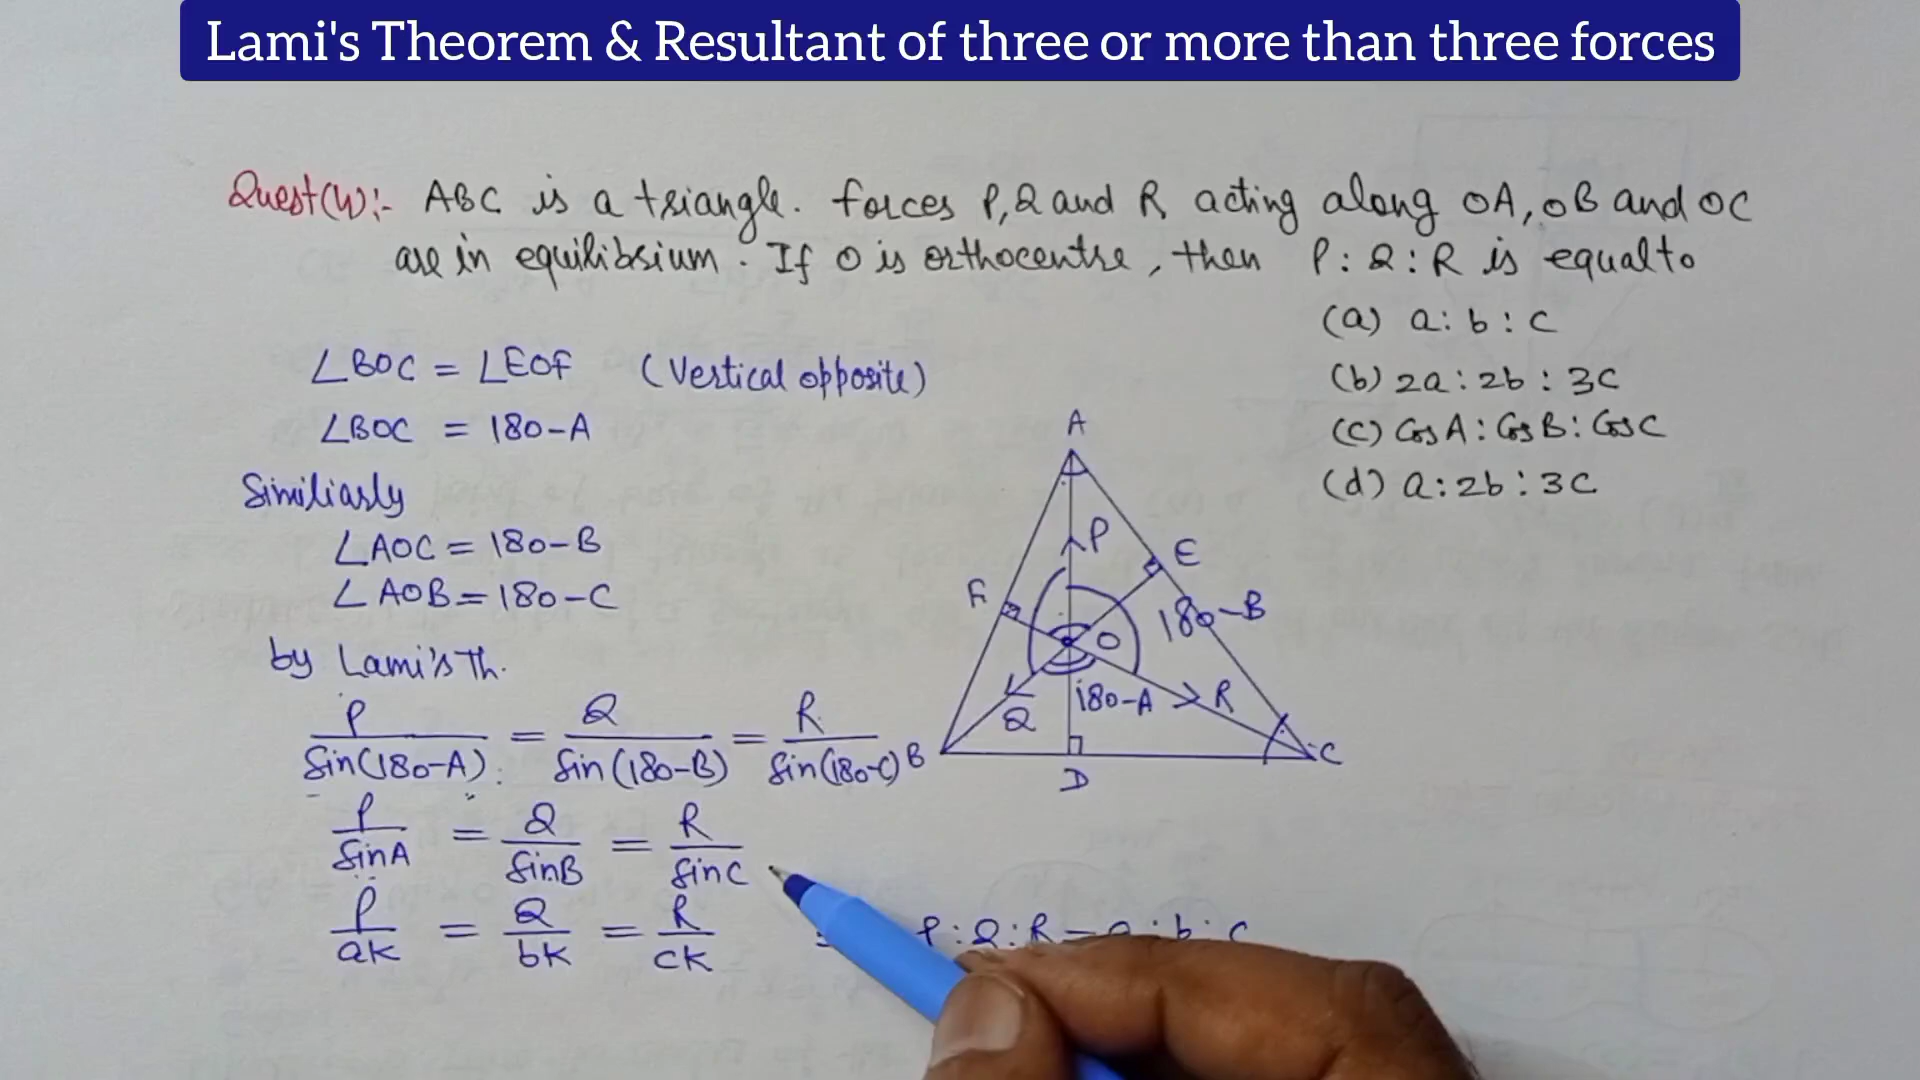 Lami's Theorem & Resultant of three or more than three forces
Quest(4):- ABC is a triangle. forces P, Q and R acting along OA, OB and OC
are in equilibrium. If O is orthocentre, then P : Q : R is equal to
(a) a : b : c
(b) 2a : 2b : 3c
(c) Cos A : Cos B : Cos C
(d) a : 2b : 3c
∠BOC = ∠EOF (Vertical opposite)
∠BOC = 180-A
Similiarly
∠AOC = 180-B
∠AOB = 180-C
by Lami's Th.
P/Sin(180-A) = Q/Sin(180-B) = R/Sin(180-C)
P/SinA = Q/SinB = R/SinC
P/ak = Q/bk = R/ck
P : Q : R = a : b : c
A
P
E
F
180-B
O
180-A
R
Q
B
C
D